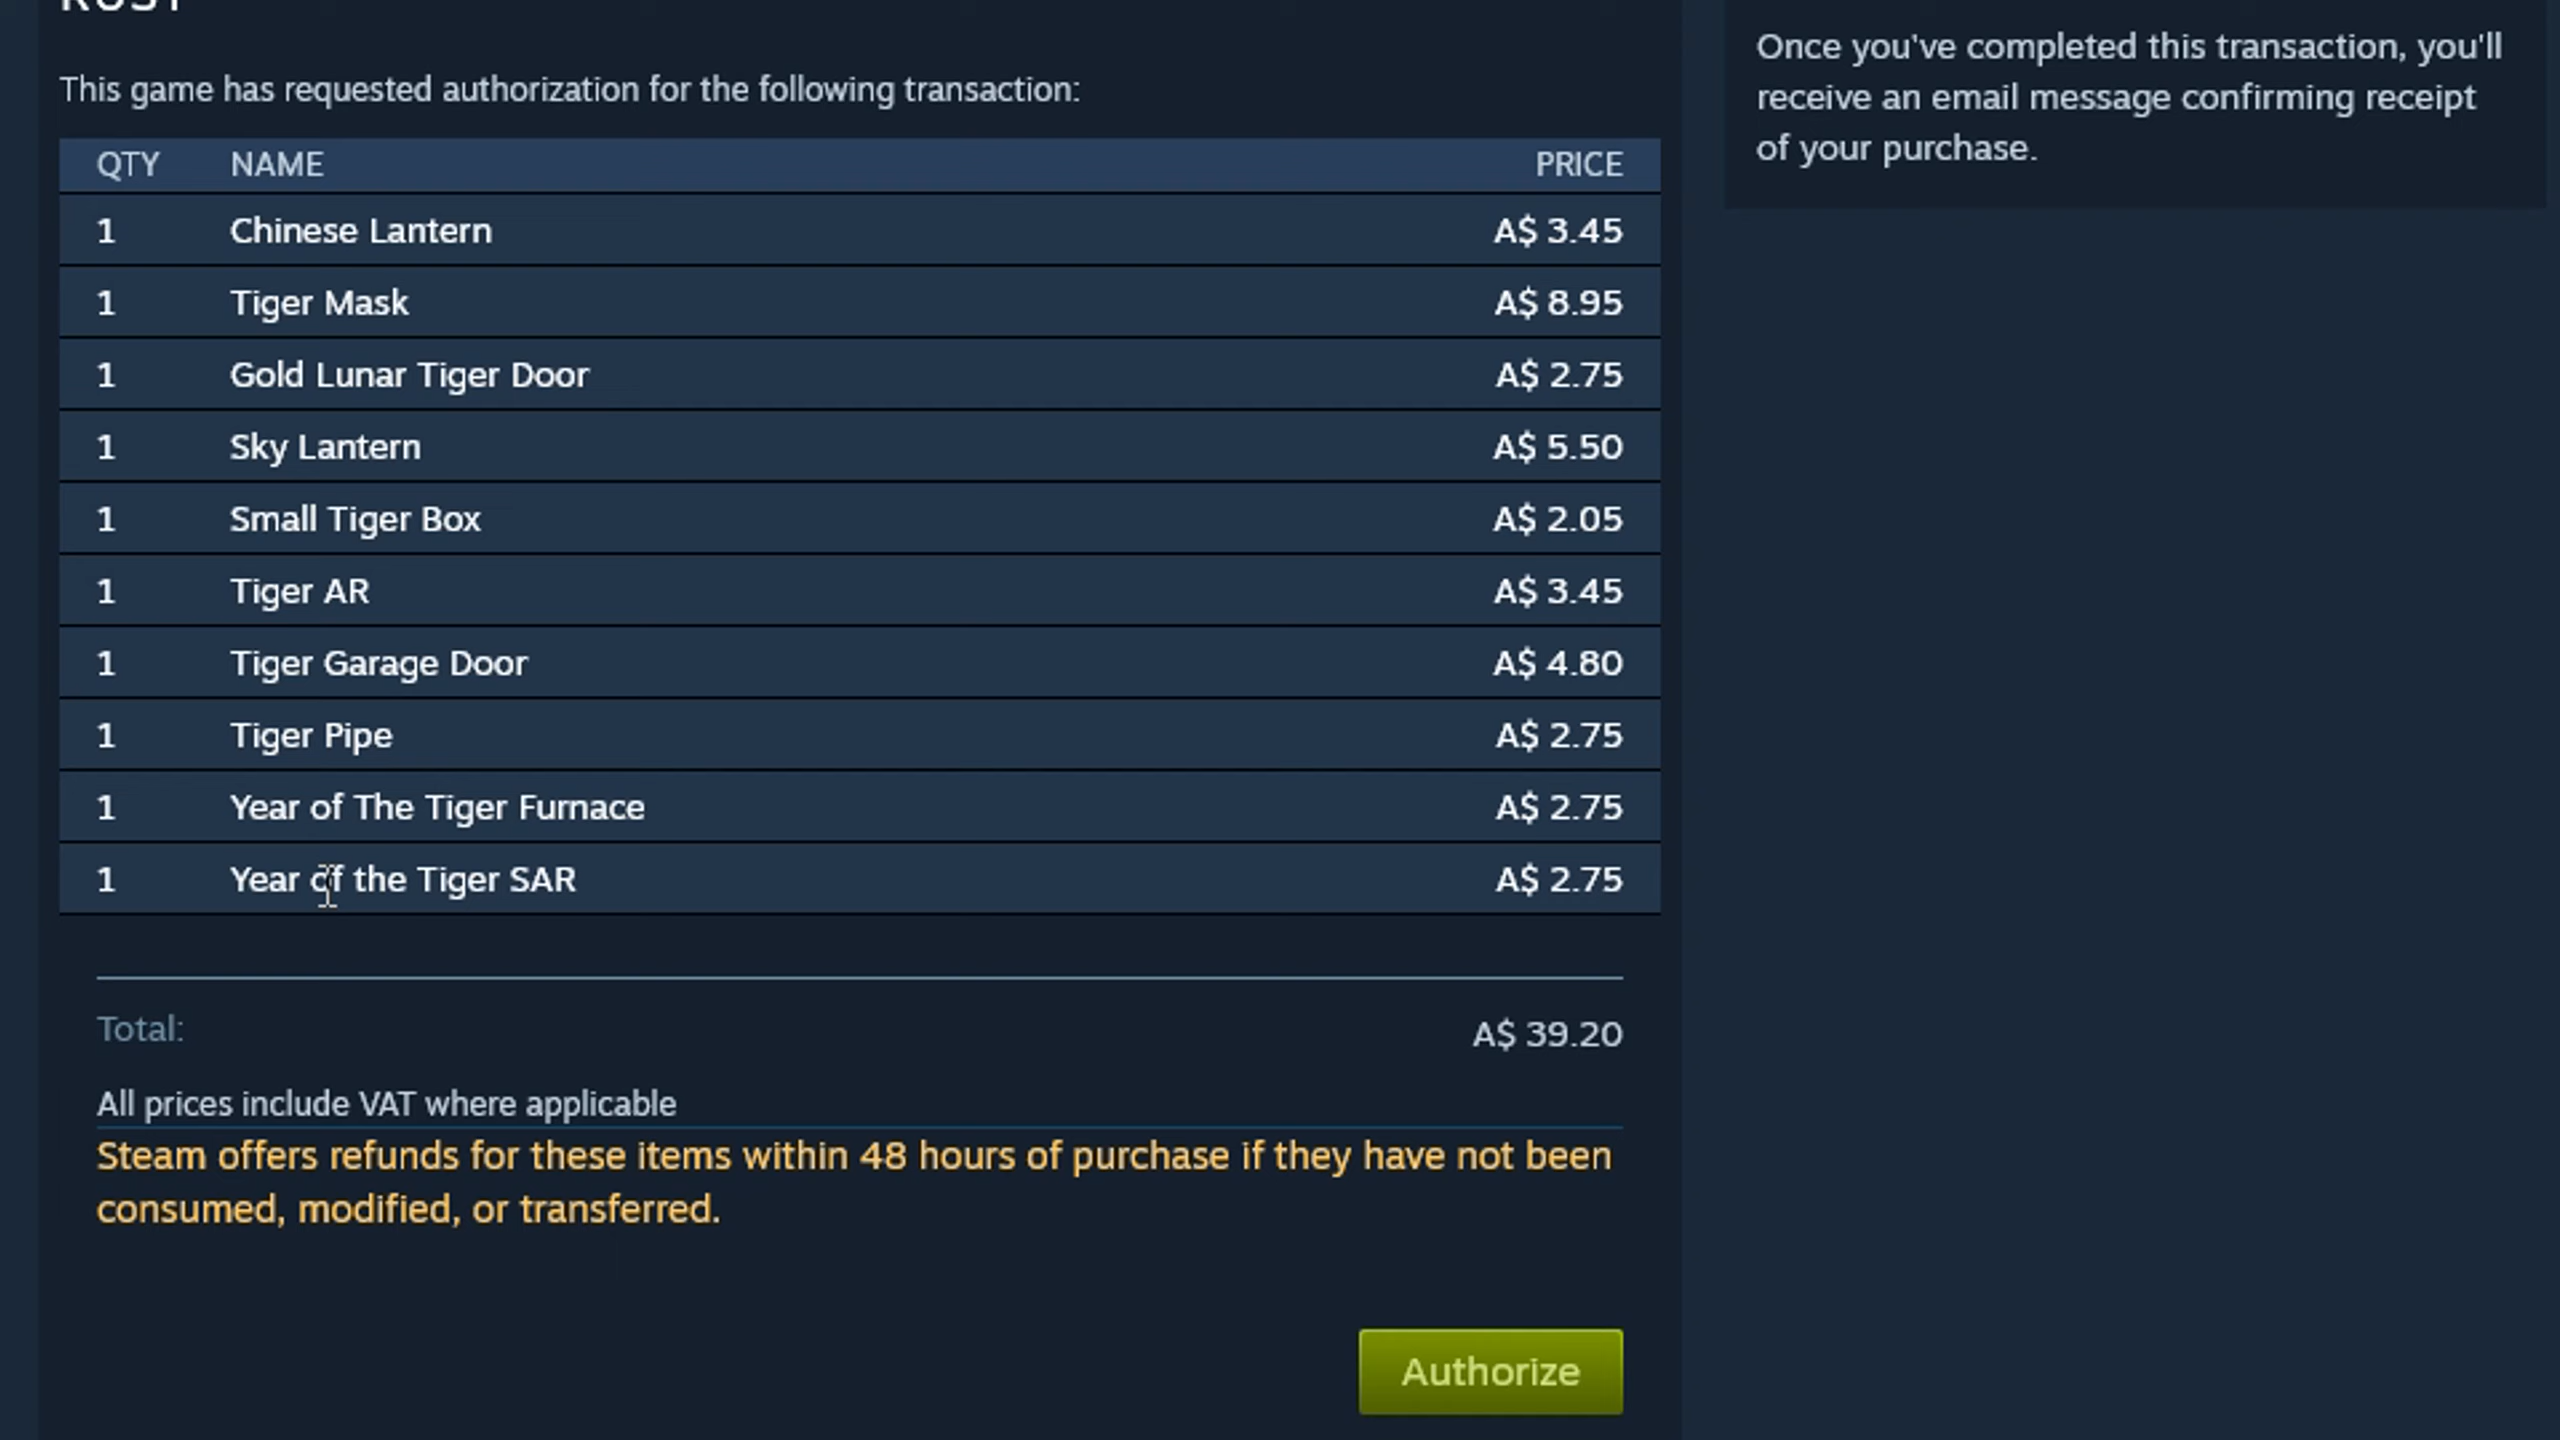 RUST
This game has requested authorization for the following transaction:
QTY NAME PRICE
1 Chinese Lantern A$ 3.45
1 Tiger Mask A$ 8.95
1 Gold Lunar Tiger Door A$ 2.75
1 Sky Lantern A$ 5.50
1 Small Tiger Box A$ 2.05
1 Tiger AR A$ 3.45
1 Tiger Garage Door A$ 4.80
1 Tiger Pipe A$ 2.75
1 Year of The Tiger Furnace A$ 2.75
1 Year of the Tiger SAR A$ 2.75
Total: A$ 39.20
All prices include VAT where applicable
Steam offers refunds for these items within 48 hours of purchase if they have not been
consumed, modified, or transferred.
Authorize
Once you've completed this transaction, you'll
receive an email message confirming receipt
of your purchase.